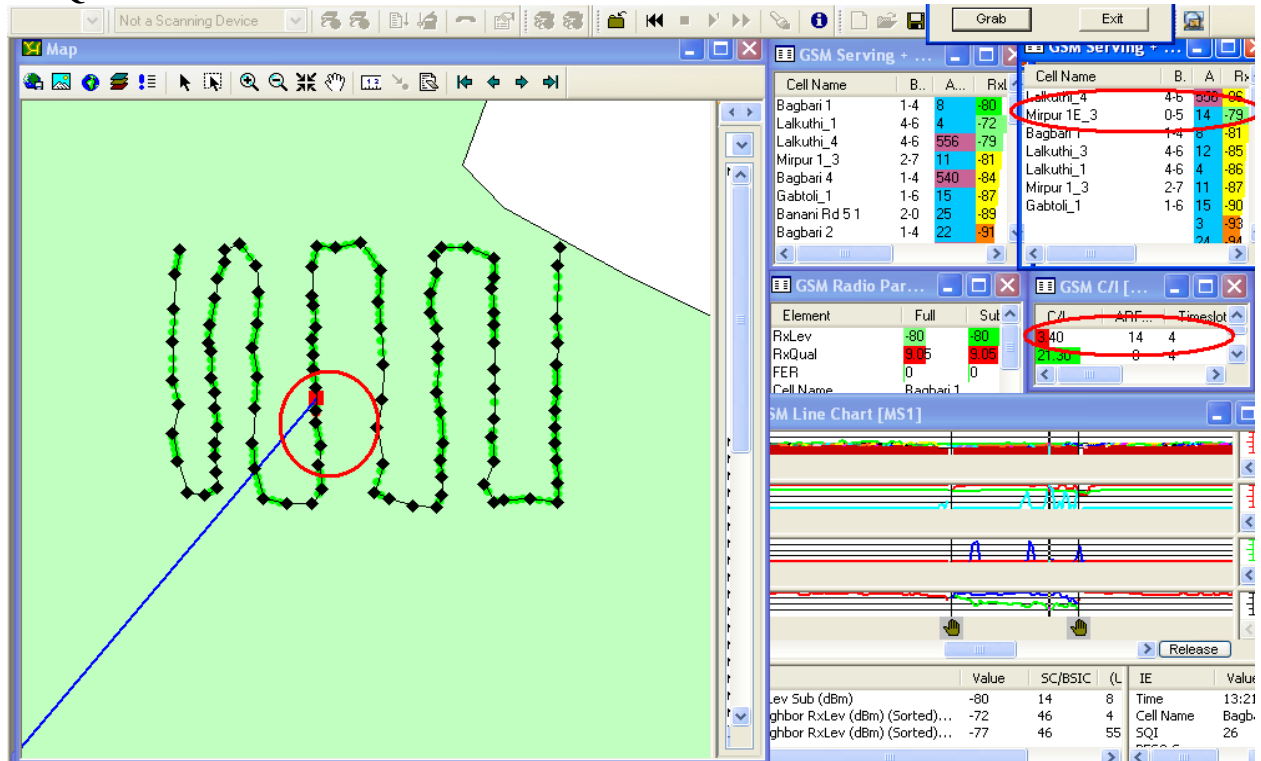 Not a Scanning Device
Grab
Exit
Map
GSM Serving + ...
GSM Serving + ...
Cell Name B.. A... RxL
Bagbari 1 1-4 8 -80
Lalkuthi_1 4-6 4 -72
Lalkuthi_4 4-6 556 -79
Mirpur 1_3 2-7 11 -81
Bagbari 4 1-4 540 -84
Gabtoli_1 1-6 15 -87
Banani Rd 5 1 2-0 25 -89
Bagbari 2 1-4 22 -91
Cell Name B. A R
Lalkuthi_4 4-6 556
Mirpur 1E_3 0-5 14 -79
Bagbari 1 1-4 8 -81
Lalkuthi_3 4-6 12 -85
Lalkuthi_1 4-6 4 -86
Mirpur 1_3 2-7 11 -87
Gabtoli_1 1-6 15 -90
3 -93
24 -94
GSM Radio Par...
Element Full Sub
RxLev -80 -80
RxQual 9.05 9.05
FER 0 0
Cell Name Bagbari 1
GSM C/I [...
C/I ARF... Timeslot
3.40 14 4
21.30 8 4
SM Line Chart [MS1]
Release
Value SC/BSIC (L
Lev Sub (dBm) -80 14 8
ghbor RxLev (dBm) (Sorted)... -72 46 4
ghbor RxLev (dBm) (Sorted)... -77 46 55
IE Value
Time 13:21
Cell Name Bagb
SQI 26